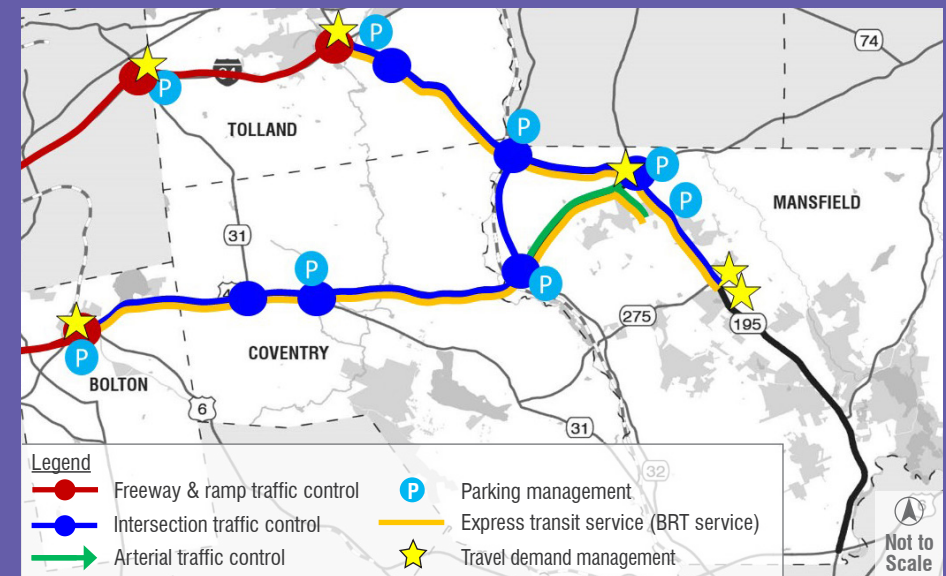 74
P
P
84
TOLLAND
P
P
P
MANSFIELD
31
P
P
275
195
COVENTRY
P
BOLTON
6
31
32
Legend
Freeway & ramp traffic control
P Parking management
Intersection traffic control
Express transit service (BRT service)
Arterial traffic control
Travel demand management
Not to
Scale